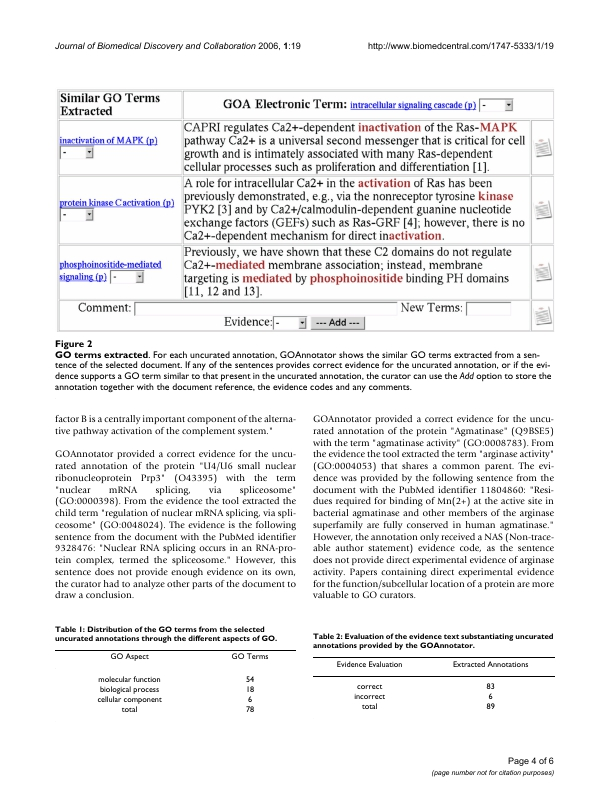 Journal of Biomedical Discovery and Collaboration 2006, 1:19
http://www.biomedcentral.com/1747-5333/1/19
Similar GO Terms
Extracted
GOA Electronic Term: intracellular signaling cascade (p) -
inactivation of MAPK (p)
-
CAPRI regulates Ca2+-dependent inactivation of the Ras-MAPK
pathway Ca2+ is a universal second messenger that is critical for cell
growth and is intimately associated with many Ras-dependent
cellular processes such as proliferation and differentiation [1].
protein kinase C activation (p)
-
A role for intracellular Ca2+ in the activation of Ras has been
previously demonstrated, e.g., via the nonreceptor tyrosine kinase
PYK2 [3] and by Ca2+/calmodulin-dependent guanine nucleotide
exchange factors (GEFs) such as Ras-GRF [4]; however, there is no
Ca2+-dependent mechanism for direct inactivation.
phosphoinositide-mediated
signaling (p) -
Previously, we have shown that these C2 domains do not regulate
Ca2+-mediated membrane association; instead, membrane
targeting is mediated by phosphoinositide binding PH domains
[11, 12 and 13].
Comment: New Terms:
Evidence: - --- Add ---
Figure 2
GO terms extracted. For each uncurated annotation, GOAnnotator shows the similar GO terms extracted from a sen-
tence of the selected document. If any of the sentences provides correct evidence for the uncurated annotation, or if the evi-
dence supports a GO term similar to that present in the uncurated annotation, the curator can use the Add option to store the
annotation together with the document reference, the evidence codes and any comments.
factor B is a centrally important component of the alterna-
tive pathway activation of the complement system."
GOAnnotator provided a correct evidence for the uncu-
rated annotation of the protein "U4/U6 small nuclear
ribonucleoprotein Prp3" (O43395) with the term
"nuclear mRNA splicing, via spliceosome"
(GO:0000398). From the evidence the tool extracted the
child term "regulation of nuclear mRNA splicing, via spli-
ceosome" (GO:0048024). The evidence is the following
sentence from the document with the PubMed identifier
9328476: "Nuclear RNA splicing occurs in an RNA-pro-
tein complex, termed the spliceosome." However, this
sentence does not provide enough evidence on its own,
the curator had to analyze other parts of the document to
draw a conclusion.
GOAnnotator provided a correct evidence for the uncu-
rated annotation of the protein "Agmatinase" (Q9BSE5)
with the term "agmatinase activity" (GO:0008783). From
the evidence the tool extracted the term "arginase activity"
(GO:0004053) that shares a common parent. The evi-
dence was provided by the following sentence from the
document with the PubMed identifier 11804860: "Resi-
dues required for binding of Mn(2+) at the active site in
bacterial agmatinase and other members of the arginase
superfamily are fully conserved in human agmatinase."
However, the annotation only received a NAS (Non-trace-
able author statement) evidence code, as the sentence
does not provide direct experimental evidence of arginase
activity. Papers containing direct experimental evidence
for the function/subcellular location of a protein are more
valuable to GO curators.
Table 1: Distribution of the GO terms from the selected
uncurated annotations through the different aspects of GO.
GO Aspect GO Terms
molecular function 54
biological process 18
cellular component 6
total 78
Table 2: Evaluation of the evidence text substantiating uncurated
annotations provided by the GOAnnotator.
Evidence Evaluation Extracted Annotations
correct 83
incorrect 6
total 89
Page 4 of 6
(page number not for citation purposes)